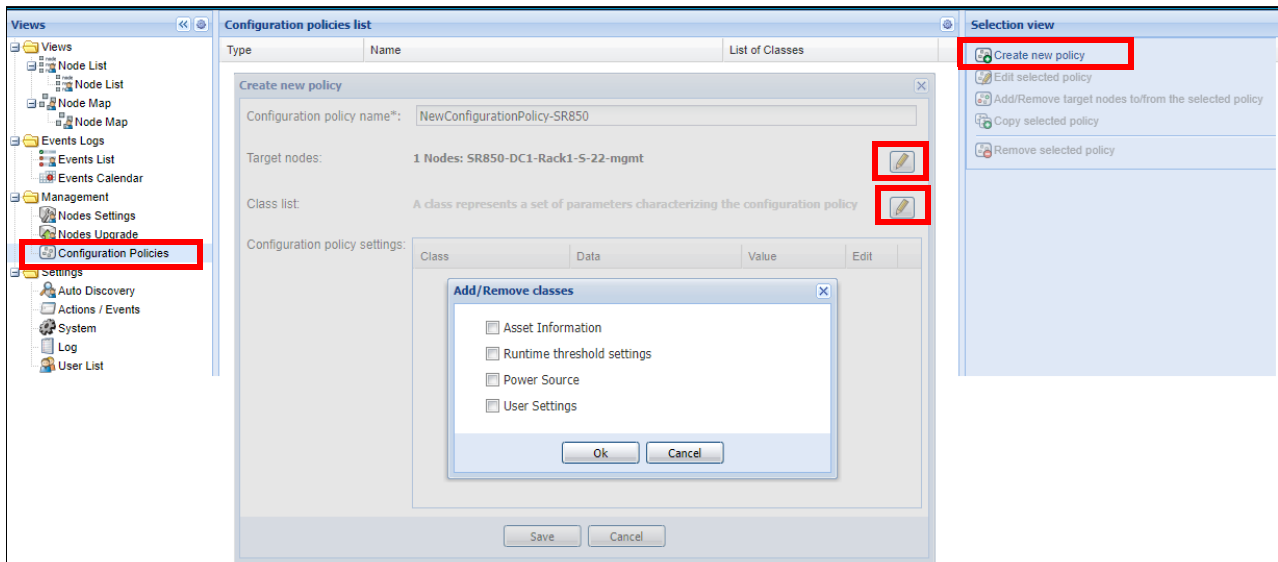 Views
Views
Node List
Node List
Node Map
Node Map
Events Logs
Events List
Events Calendar
Management
Nodes Settings
Nodes Upgrade
Configuration Policies
Settings
Auto Discovery
Actions / Events
System
Log
User List
Configuration policies list
Type Name List of Classes
Create new policy
Configuration policy name*: NewConfigurationPolicy-SR850
Target nodes: 1 Nodes: SR850-DC1-Rack1-S-22-mgmt
Class list: A class represents a set of parameters characterizing the configuration policy
Configuration policy settings:
Class Data Value Edit
Add/Remove classes
Asset Information
Runtime threshold settings
Power Source
User Settings
Ok Cancel
Save Cancel
Selection view
Create new policy
Edit selected policy
Add/Remove target nodes to/from the selected policy
Copy selected policy
Remove selected policy